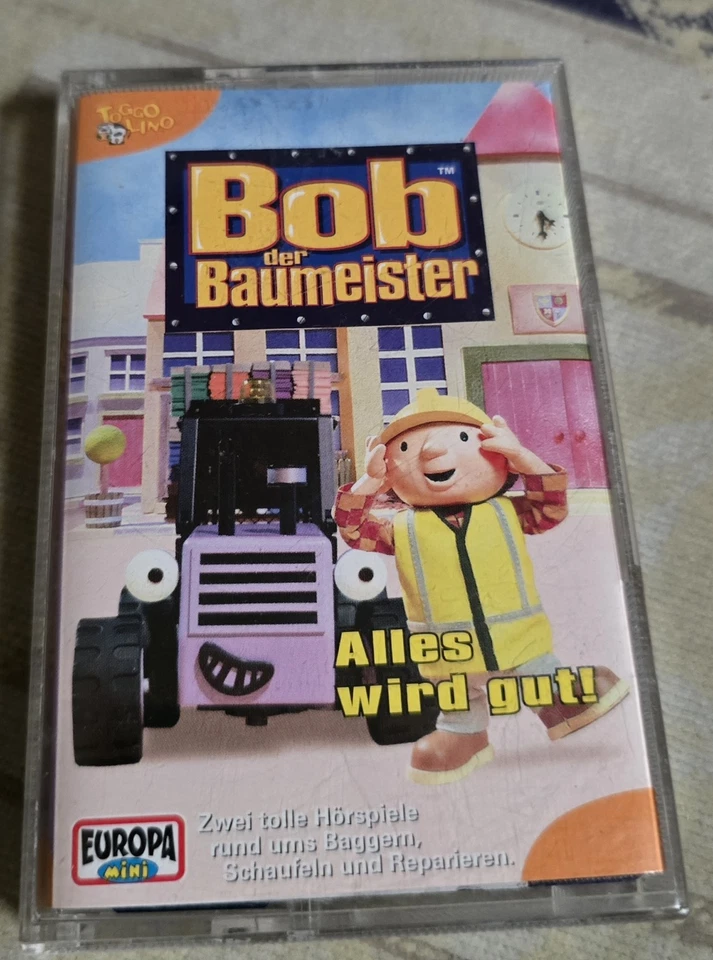 TOGGO
LINO
Bob
TM
der
Baumeister
Alles
wird gut!
Zwei tolle Hörspiele
rund ums Baggern,
Schaufeln und Reparieren.
EUROPA
mini